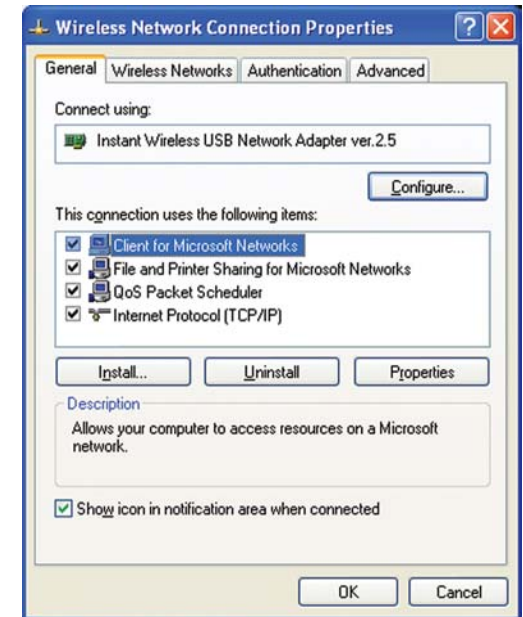 Wireless Network Connection Properties
General Wireless Networks Authentication Advanced
Connect using:
Instant Wireless USB Network Adapter ver.2.5
Configure...
This connection uses the following items:
Client for Microsoft Networks
File and Printer Sharing for Microsoft Networks
QoS Packet Scheduler
Internet Protocol (TCP/IP)
Install... Uninstall Properties
Description
Allows your computer to access resources on a Microsoft
network.
Show icon in notification area when connected
OK Cancel